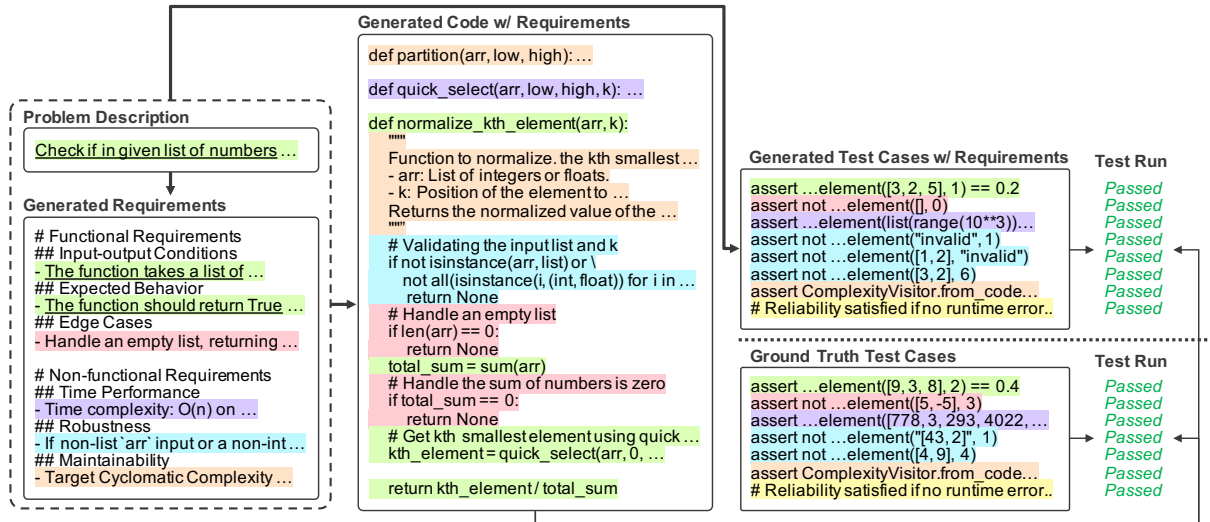 Problem Description
Check if in given list of numbers …
Generated Requirements
# Functional Requirements
## Input-output Conditions
- The function takes a list of …
## Expected Behavior
- The function should return True …
## Edge Cases
- Handle an empty list, returning …
# Non-functional Requirements
## Time Performance
- Time complexity: O(n) on …
## Robustness
- If non-list `arr` input or a non-int …
## Maintainability
- Target Cyclomatic Complexity …
Generated Code w/ Requirements
def partition(arr, low, high): …
def quick_select(arr, low, high, k): …
def normalize_kth_element(arr, k):
"""
Function to normalize. the kth smallest …
- arr: List of integers or floats.
- k: Position of the element to …
Returns the normalized value of the …
"""
# Validating the input list and k
if not isinstance(arr, list) or \
not all(isinstance(i, (int, float)) for i in …
return None
# Handle an empty list
if len(arr) == 0:
return None
total_sum = sum(arr)
# Handle the sum of numbers is zero
if total_sum == 0:
return None
# Get kth smallest element using quick …
kth_element = quick_select(arr, 0, …
return kth_element / total_sum
Generated Test Cases w/ Requirements
assert …element([3, 2, 5], 1) == 0.2
assert not …element([], 0)
assert …element(list(range(10**3))…
assert not …element("invalid", 1)
assert not …element([1, 2], "invalid")
assert not …element([3, 2], 6)
assert ComplexityVisitor.from_code…
# Reliability satisfied if no runtime error..
Test Run
Passed
Passed
Passed
Passed
Passed
Passed
Passed
Passed
Ground Truth Test Cases
assert …element([9, 3, 8], 2) == 0.4
assert not …element([5, -5], 3)
assert …element([778, 3, 293, 4022, …
assert not …element("[43, 2]", 1)
assert not …element([4, 9], 4)
assert ComplexityVisitor.from_code…
# Reliability satisfied if no runtime error..
Test Run
Passed
Passed
Passed
Passed
Passed
Passed
Passed